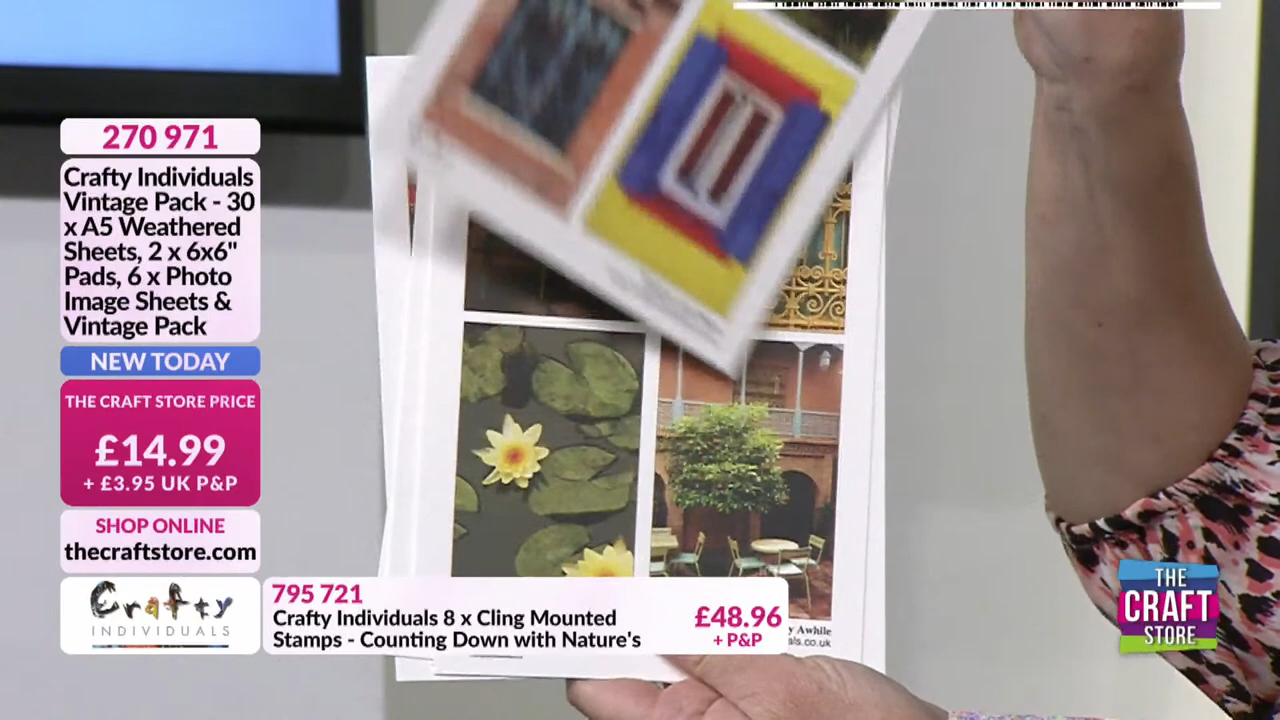 270 971
Crafty Individuals
Vintage Pack - 30
x A5 Weathered
Sheets, 2 x 6x6"
Pads, 6 x Photo
Image Sheets &
Vintage Pack
NEW TODAY
THE CRAFT STORE PRICE
£14.99
+ £3.95 UK P&P
SHOP ONLINE
thecraftstore.com
Crafty
INDIVIDUALS
795 721
Crafty Individuals 8 x Cling Mounted
Stamps - Counting Down with Nature's
£48.96
+ P&P
Awhile
THE
CRAFT
STORE